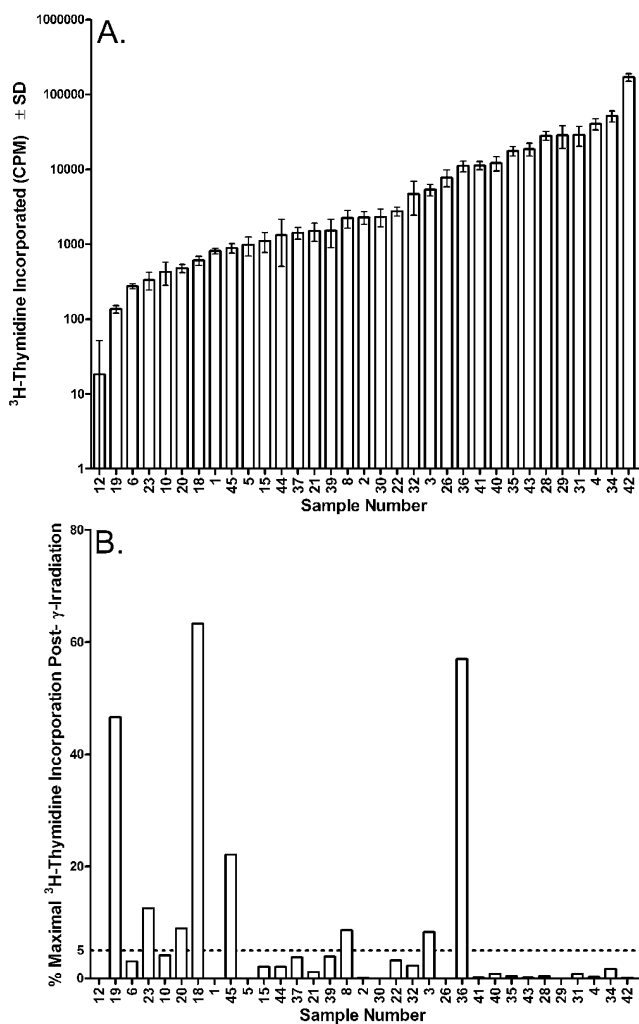 A.
³H-Thymidine Incorporated (CPM) ± SD
1000000
100000
10000
1000
100
10
1
12 19 6 23 10 20 18 1 45 5 15 44 37 21 39 8 2 30 22 32 3 26 36 41 40 35 43 28 29 31 4 34 42
Sample Number
B.
% Maximal ³H-Thymidine Incorporation Post- γ-Irradiation
80
60
40
20
5
0
12 19 6 23 10 20 18 1 45 5 15 44 37 21 39 8 2 30 22 32 3 26 36 41 40 35 43 28 29 31 4 34 42
Sample Number